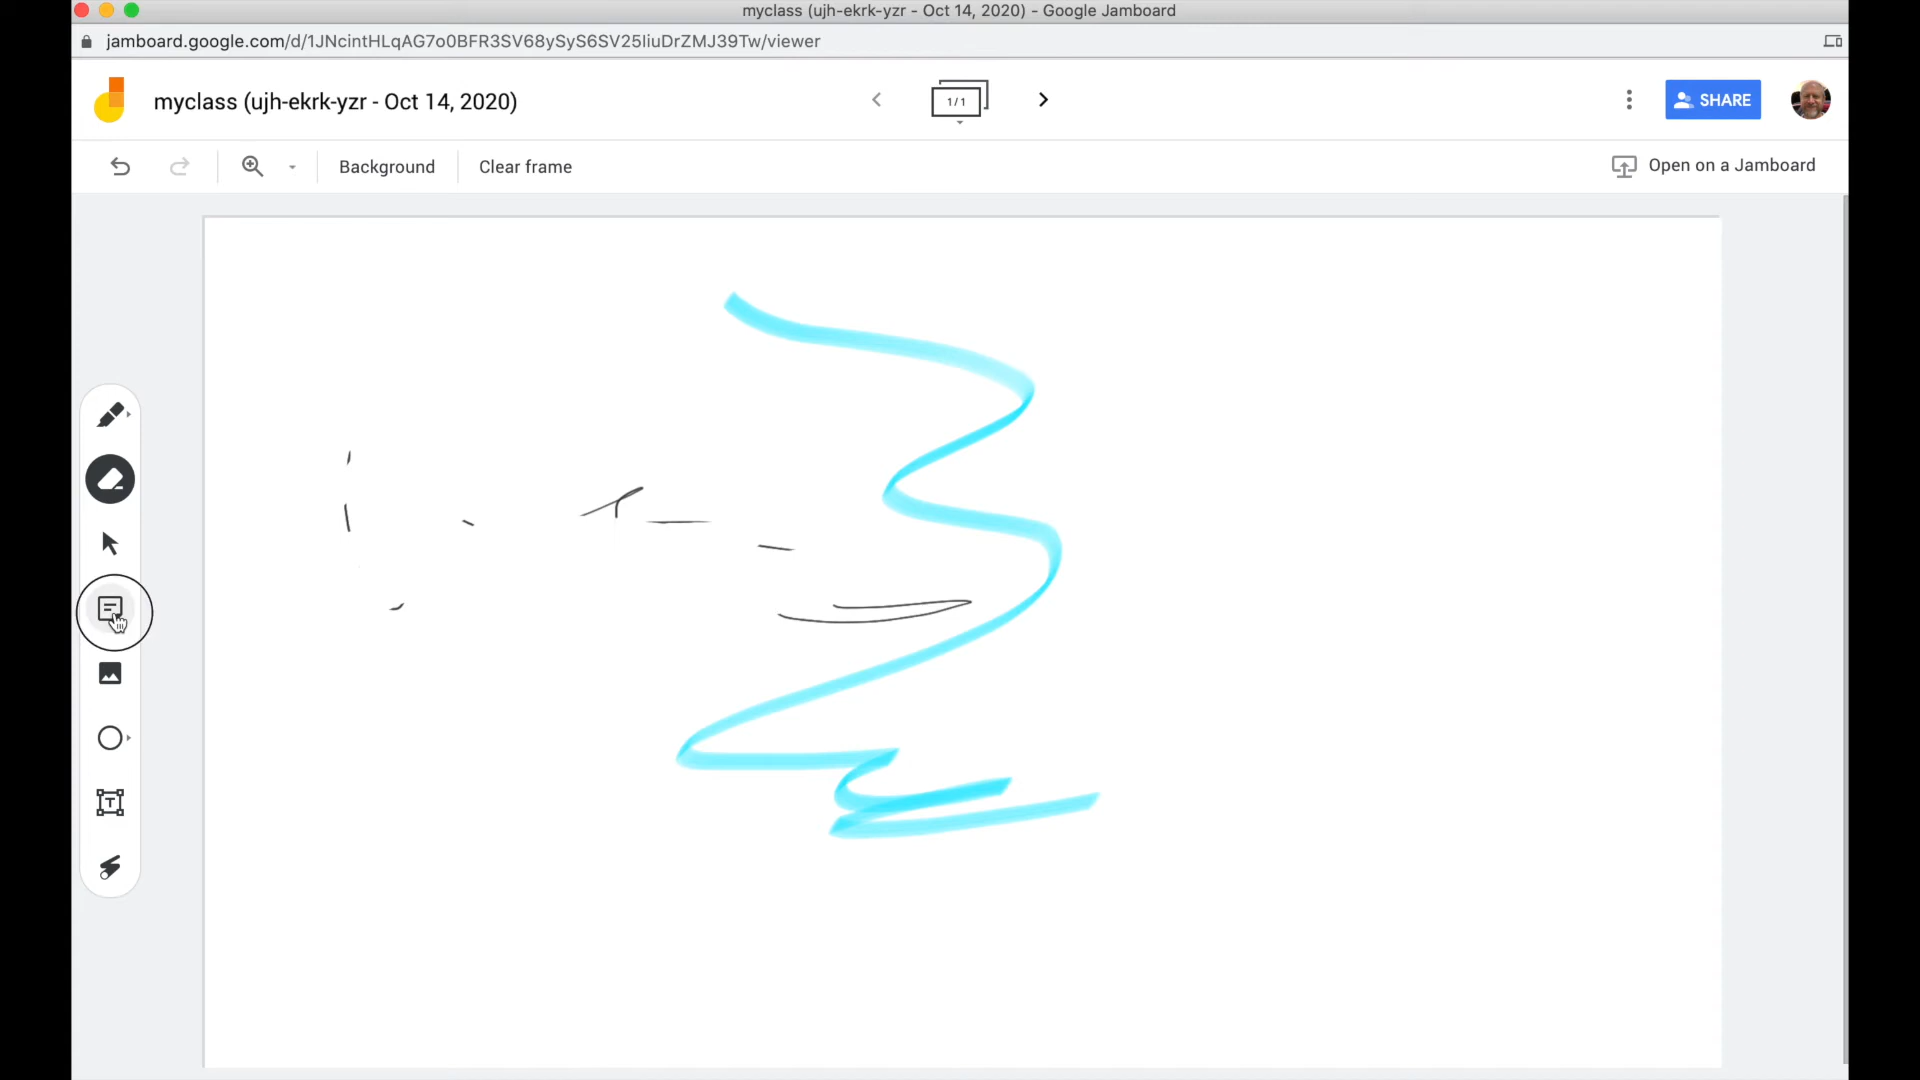 myclass (ujh-ekrk-yzr - Oct 14, 2020) - Google Jamboard
jamboard.google.com/d/1JNcintHLqAG7o0BFR3SV68ySyS6SV25IiuDrZMJ39Tw/viewer
myclass (ujh-ekrk-yzr - Oct 14, 2020)
1/1
SHARE
Background
Clear frame
Open on a Jamboard
T